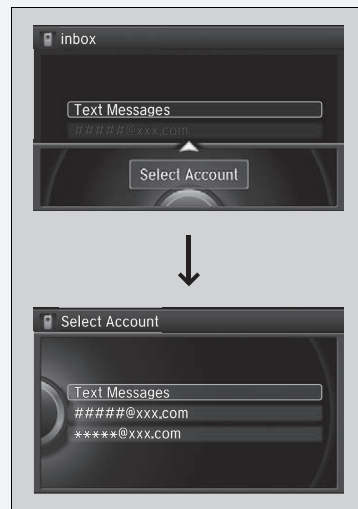 inbox
Text Messages
#####@xxx.com
Select Account
Select Account
Text Messages
#####@xxx.com
*****@xxx.com